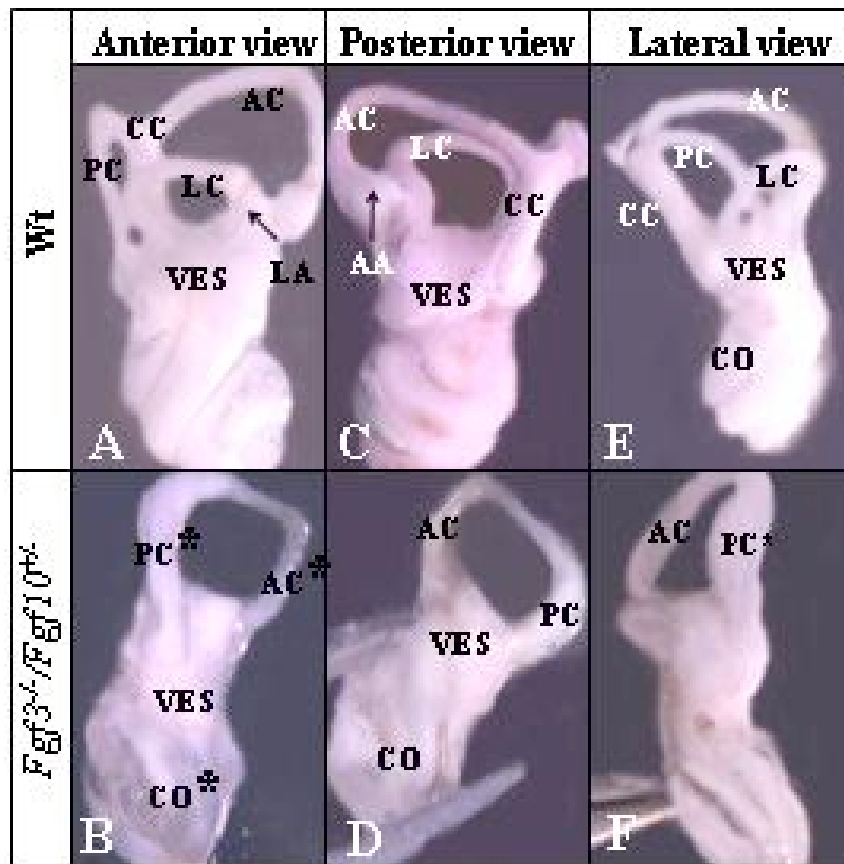 Anterior view
Posterior view
Lateral view
Wt
AC
CC
PC
LC
LA
VES
A
AC
LC
CC
AA
VES
C
AC
PC
LC
CC
VES
CO
E
Fgf3-/-/Fgf10+/-
PC*
AC*
VES
CO*
B
AC
PC
VES
CO
D
AC
PC*
F